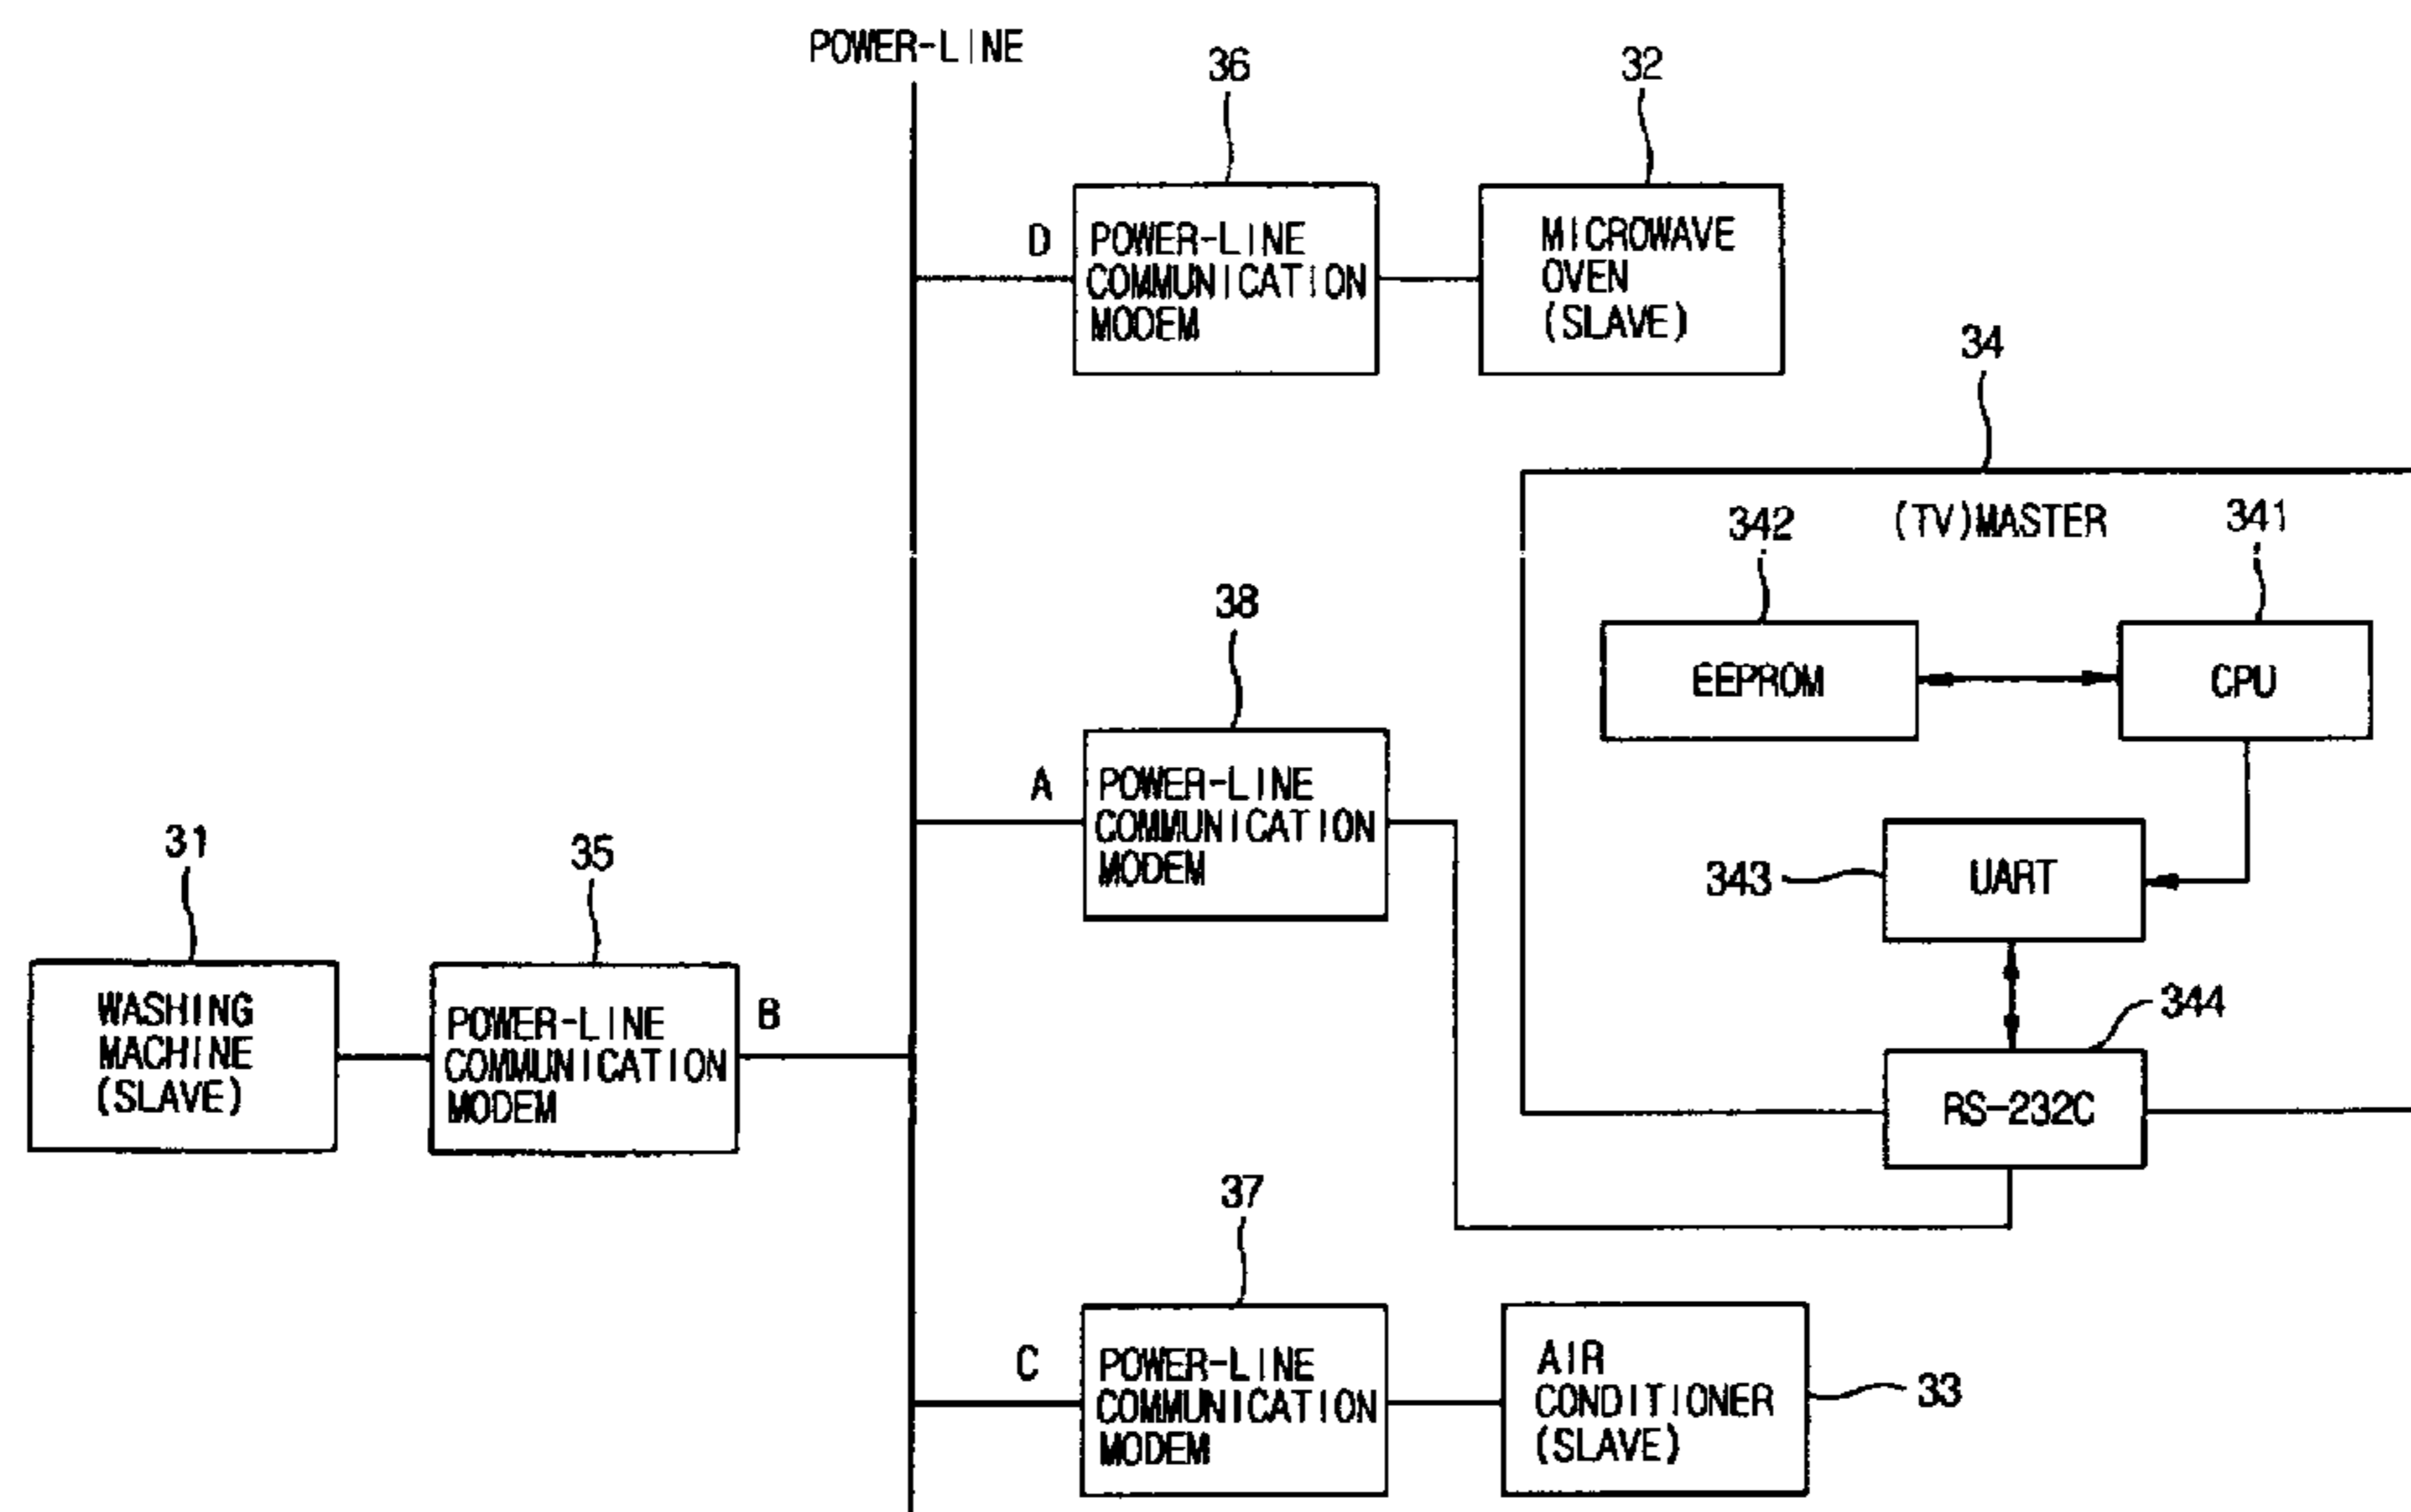 POWER-LINE
36
32
D
POWER-LINE
COMMUNICATION
MODEM
MICROWAVE
OVEN
(SLAVE)
34
(TV)MASTER
342
341
EEPROM
CPU
38
A
POWER-LINE
COMMUNICATION
MODEM
343
UART
31
35
WASHING
MACHINE
(SLAVE)
POWER-LINE
COMMUNICATION
MODEM
B
344
RS-232C
37
C
POWER-LINE
COMMUNICATION
MODEM
AIR
CONDITIONER
(SLAVE)
33